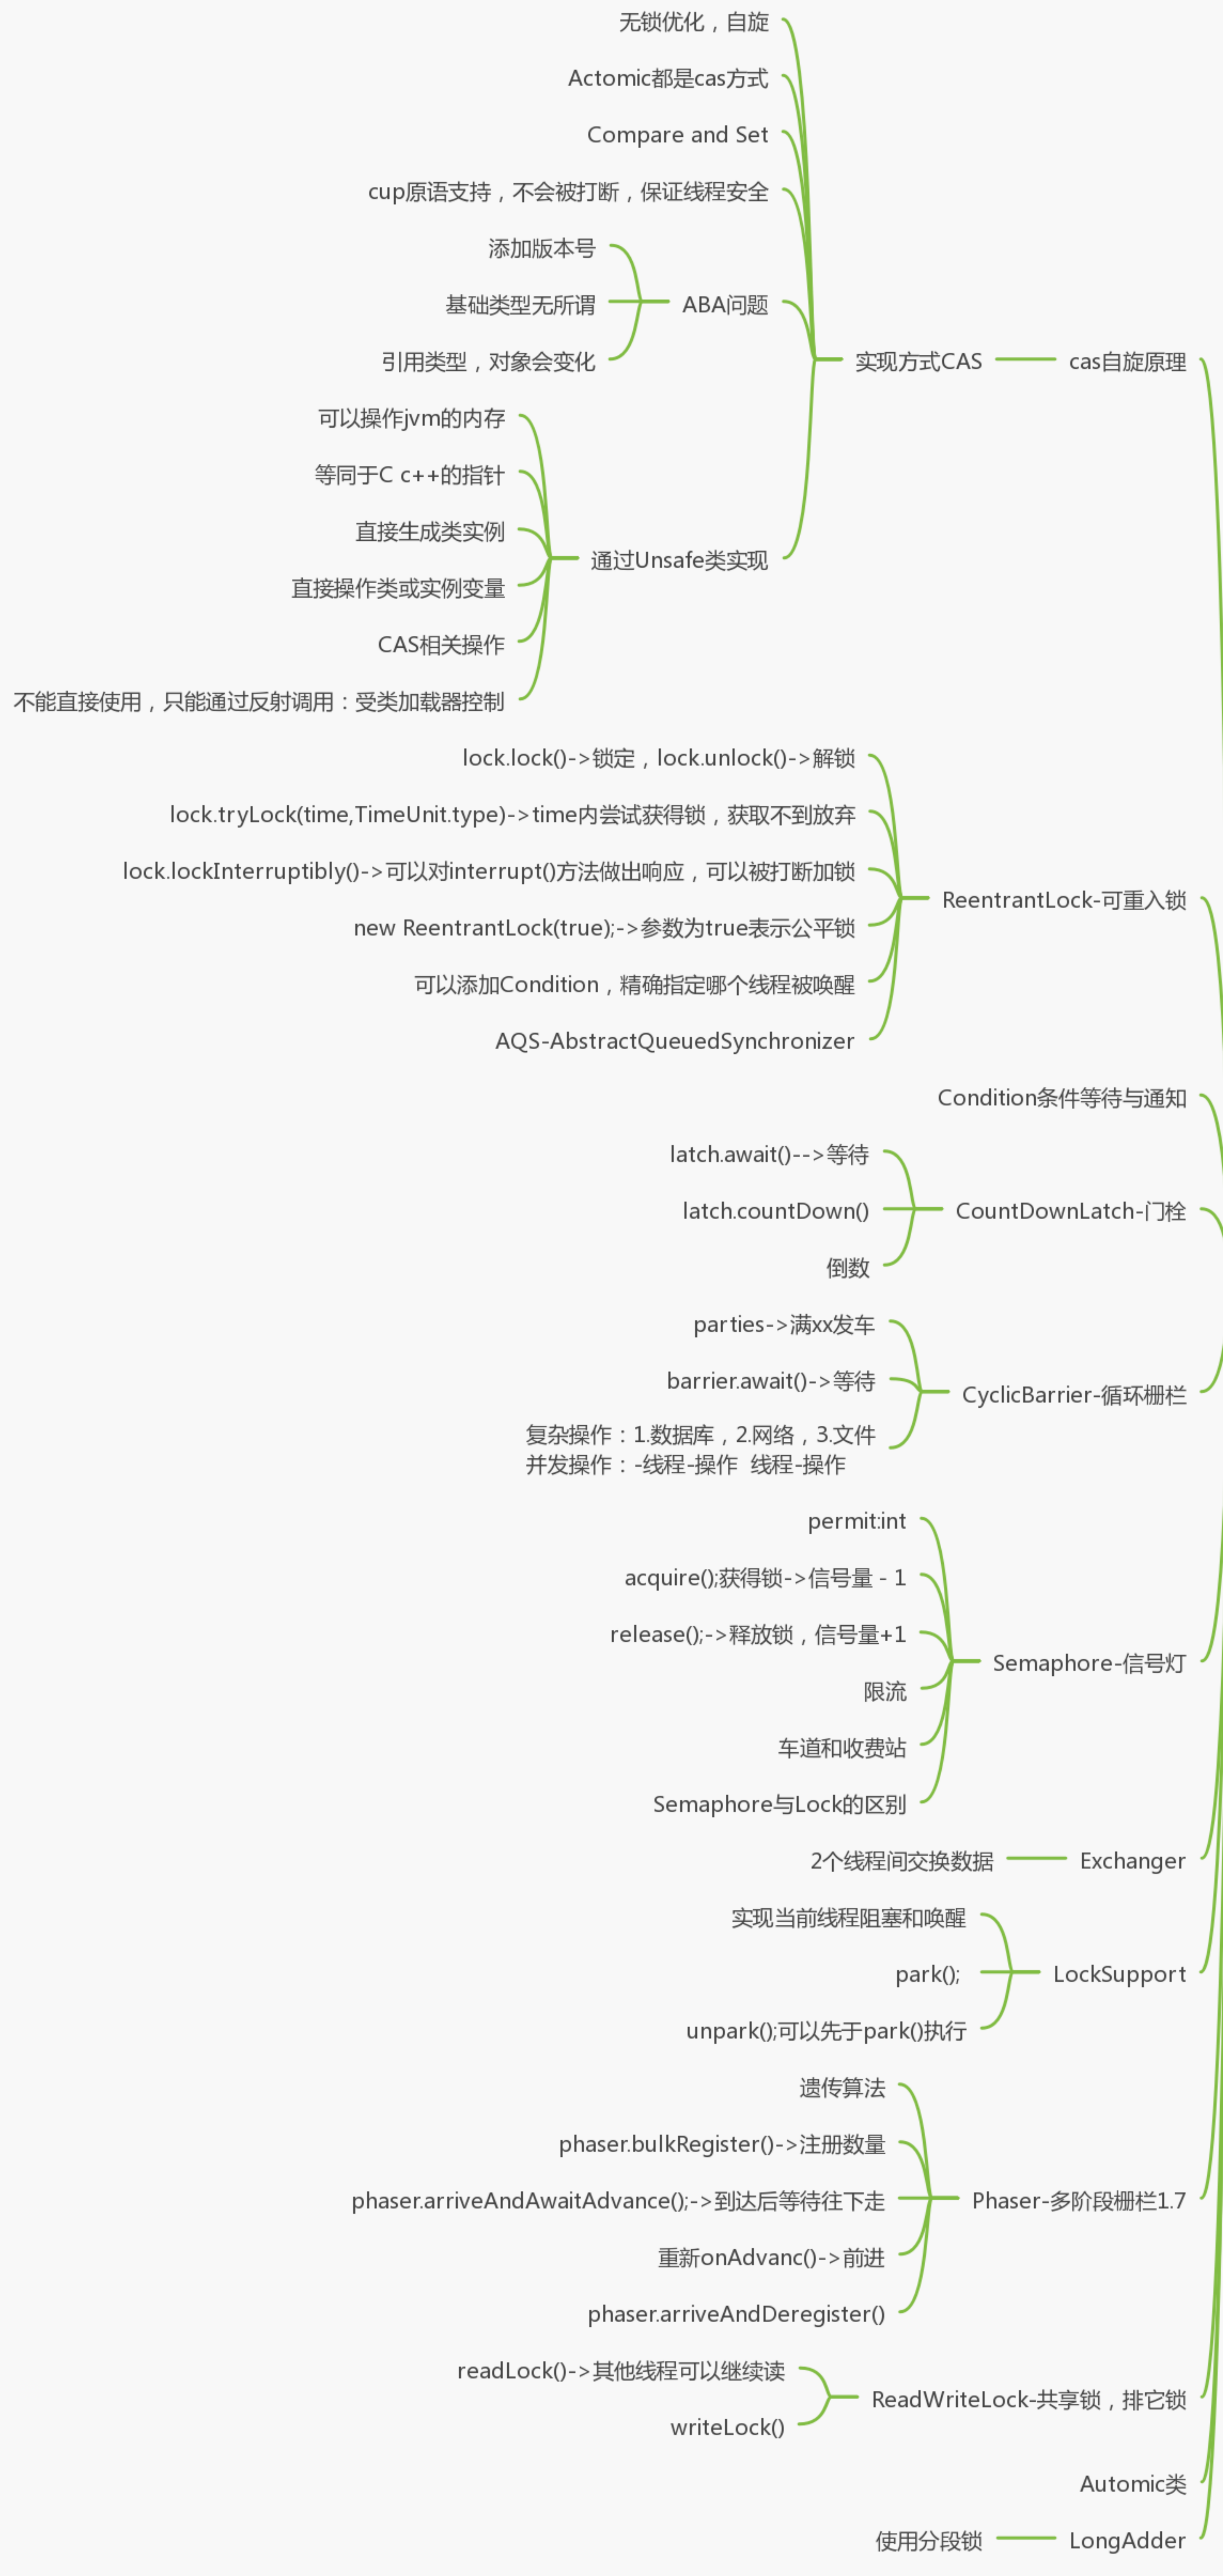 无锁优化，自旋
Actomic都是cas方式
Compare and Set
cup原语支持，不会被打断，保证线程安全
添加版本号
基础类型无所谓
ABA问题
引用类型，对象会变化
实现方式CAS
cas自旋原理
可以操作jvm的内存
等同于C c++的指针
直接生成类实例
通过Unsafe类实现
直接操作类或实例变量
CAS相关操作
不能直接使用，只能通过反射调用：受类加载器控制
lock.lock()->锁定，lock.unlock()->解锁
lock.tryLock(time,TimeUnit.type)->time内尝试获得锁，获取不到放弃
lock.lockInterruptibly()->可以对interrupt()方法做出响应，可以被打断加锁
ReentrantLock-可重入锁
new ReentrantLock(true);->参数为true表示公平锁
可以添加Condition，精确指定哪个线程被唤醒
AQS-AbstractQueuedSynchronizer
Condition条件等待与通知
latch.await()-->等待
latch.countDown()
CountDownLatch-门栓
倒数
parties->满xx发车
barrier.await()->等待
CyclicBarrier-循环栅栏
复杂操作：1.数据库，2.网络，3.文件
并发操作：-线程-操作  线程-操作
permit:int
acquire();获得锁->信号量 - 1
release();->释放锁，信号量+1
Semaphore-信号灯
限流
车道和收费站
Semaphore与Lock的区别
2个线程间交换数据
Exchanger
实现当前线程阻塞和唤醒
park();
LockSupport
unpark();可以先于park()执行
遗传算法
phaser.bulkRegister()->注册数量
phaser.arriveAndAwaitAdvance();->到达后等待往下走
Phaser-多阶段栅栏1.7
重新onAdvanc()->前进
phaser.arriveAndDeregister()
readLock()->其他线程可以继续读
ReadWriteLock-共享锁，排它锁
writeLock()
Automic类
使用分段锁
LongAdder